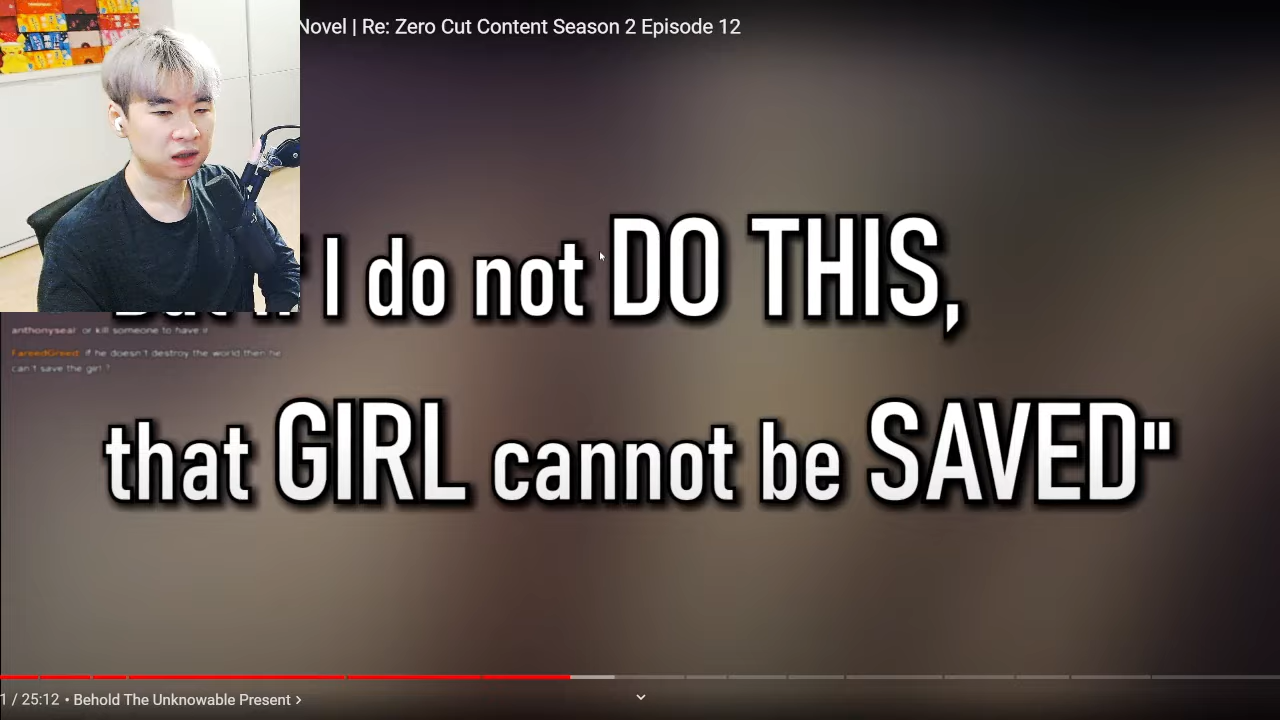 Novel | Re: Zero Cut Content Season 2 Episode 12
I do not DO THIS,
anthonyseal: or kill someone to have it
FareedGreed: if he doesn't destroy the world then he
can't save the girl ?
that GIRL cannot be SAVED"
1 / 25:12 • Behold The Unknowable Present >